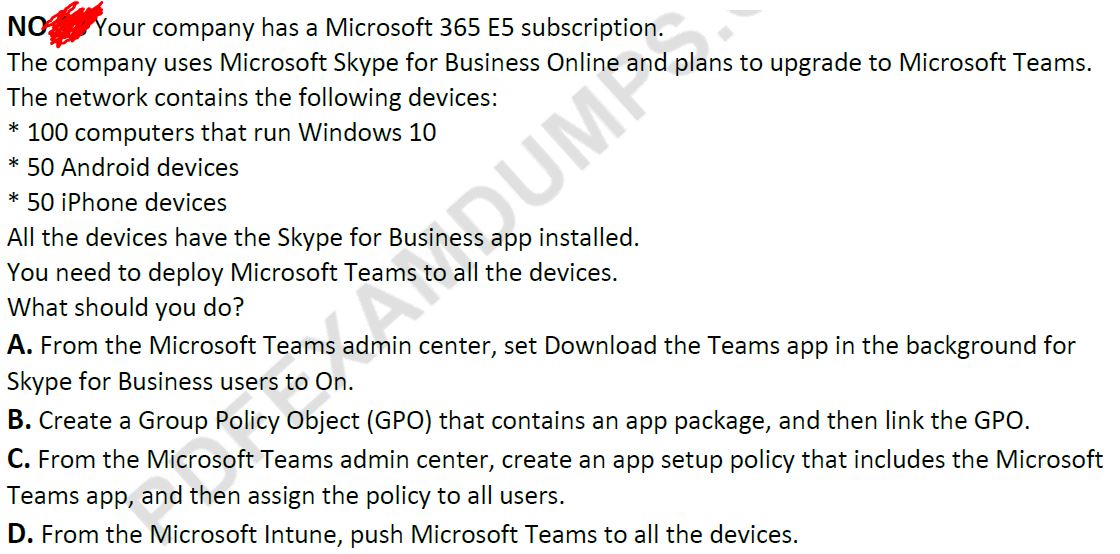 NO Your company has a Microsoft 365 E5 subscription.
The company uses Microsoft Skype for Business Online and plans to upgrade to Microsoft Teams.
The network contains the following devices:
* 100 computers that run Windows 10
* 50 Android devices
* 50 iPhone devices
All the devices have the Skype for Business app installed.
You need to deploy Microsoft Teams to all the devices.
What should you do?
A. From the Microsoft Teams admin center, set Download the Teams app in the background for
Skype for Business users to On.
B. Create a Group Policy Object (GPO) that contains an app package, and then link the GPO.
C. From the Microsoft Teams admin center, create an app setup policy that includes the Microsoft
Teams app, and then assign the policy to all users.
D. From the Microsoft Intune, push Microsoft Teams to all the devices.
PDFEXAMDUMPS.